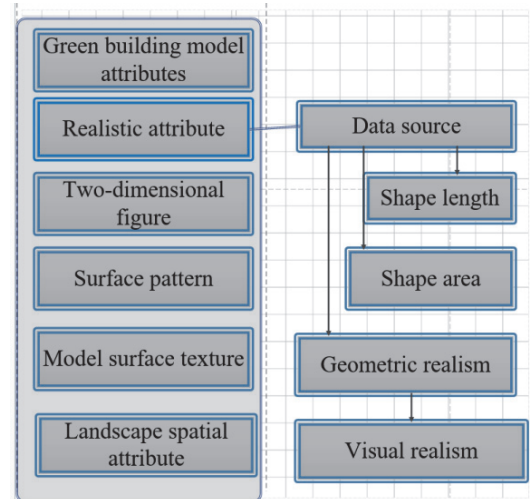 Green building model
attributes
Realistic attribute
Two-dimensional
figure
Surface pattern
Model surface texture
Landscape spatial
attribute
Data source
Shape length
Shape area
Geometric realism
Visual realism